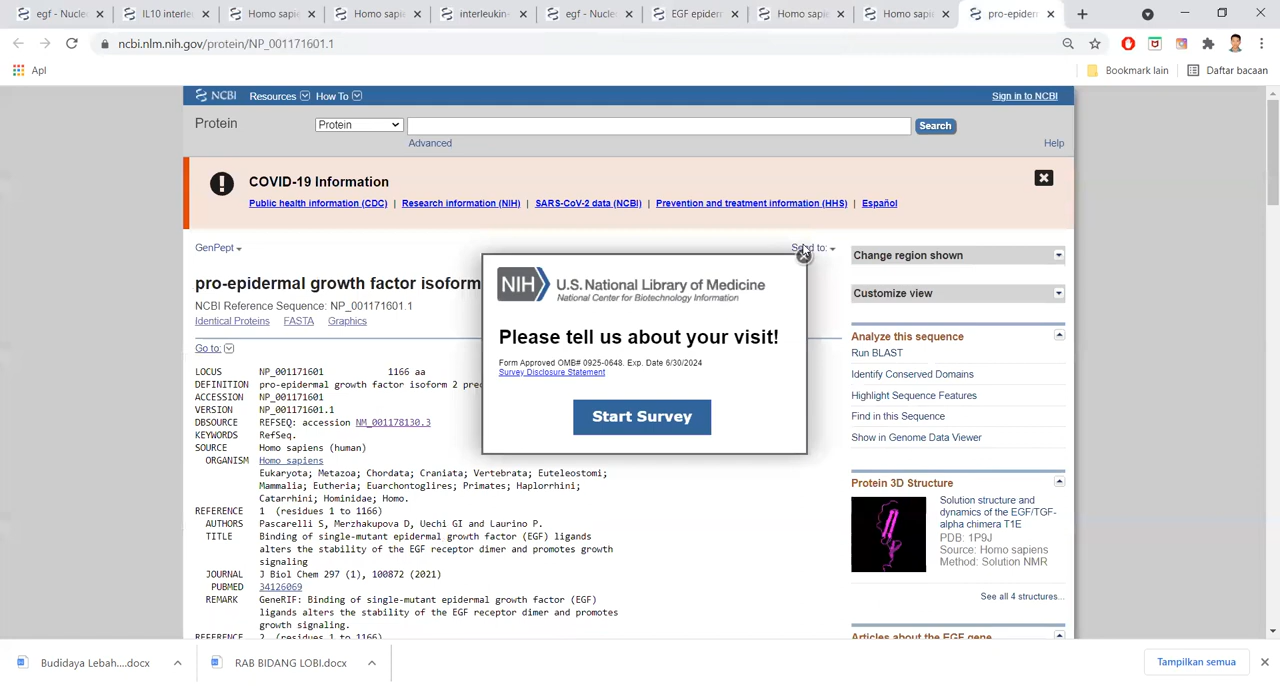 egf - Nucle
IL10 interle
Homo sapie
Homo sapie
interleukin-
egf - Nucle
EGF epiderm
Homo sapi
Homo sapi
pro-epiderm
ncbi.nlm.nih.gov/protein/NP_001171601.1
Apl
Bookmark lain
Daftar bacaan
NCBI Resources How To
Sign in to NCBI
Protein
Protein
Search
Advanced
Help
COVID-19 Information
Public health information (CDC) | Research information (NIH) | SARS-CoV-2 data (NCBI) | Prevention and treatment information (HHS) | Español
GenPept
Send to:
pro-epidermal growth factor isoform
NCBI Reference Sequence: NP_001171601.1
Identical Proteins FASTA Graphics
Go to:
LOCUS NP_001171601 1166 aa
DEFINITION pro-epidermal growth factor isoform 2 prec
ACCESSION NP_001171601
VERSION NP_001171601.1
DBSOURCE REFSEQ: accession NM_001178130.3
KEYWORDS RefSeq.
SOURCE Homo sapiens (human)
ORGANISM Homo sapiens
Eukaryota; Metazoa; Chordata; Craniata; Vertebrata; Euteleostomi;
Mammalia; Eutheria; Euarchontoglires; Primates; Haplorrhini;
Catarrhini; Hominidae; Homo.
REFERENCE 1 (residues 1 to 1166)
AUTHORS Pascarelli S, Merzhakupova D, Uechi GI and Laurino P.
TITLE Binding of single-mutant epidermal growth factor (EGF) ligands
alters the stability of the EGF receptor dimer and promotes growth
signaling
JOURNAL J Biol Chem 297 (1), 100872 (2021)
PUBMED 34126069
REMARK GeneRIF: Binding of single-mutant epidermal growth factor (EGF)
ligands alters the stability of the EGF receptor dimer and promotes
growth signaling.
REFERENCE 2 (residues 1 to 1166)
NIH U.S. National Library of Medicine
National Center for Biotechnology Information
Please tell us about your visit!
Form Approved OMB# 0925-0648. Exp. Date 6/30/2024
Survey Disclosure Statement
Start Survey
Change region shown
Customize view
Analyze this sequence
Run BLAST
Identify Conserved Domains
Highlight Sequence Features
Find in this Sequence
Show in Genome Data Viewer
Protein 3D Structure
Solution structure and
dynamics of the EGF/TGF-
alpha chimera T1E
PDB: 1P9J
Source: Homo sapiens
Method: Solution NMR
See all 4 structures...
Articles about the EGF gene
Budidaya Lebah....docx
RAB BIDANG LOBI.docx
Tampilkan semua